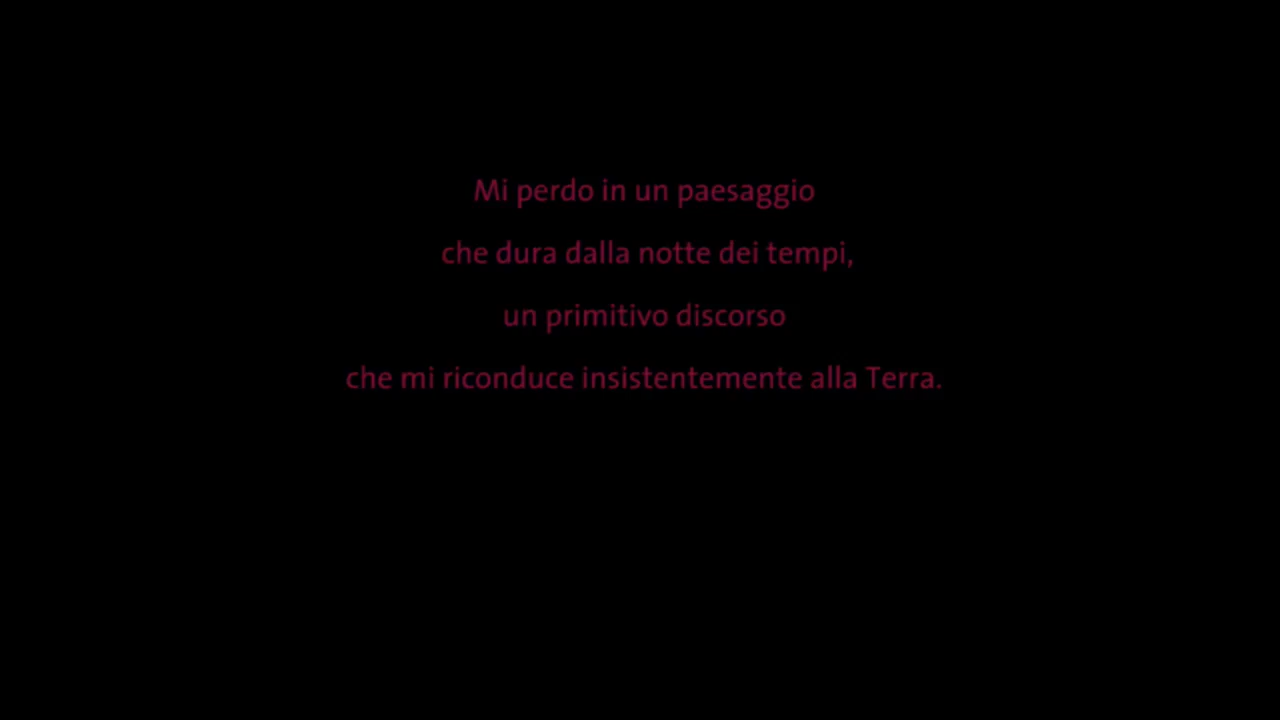 Mi perdo in un paesaggio
che dura dalla notte dei tempi,
un primitivo discorso
che mi riconduce insistentemente alla Terra.